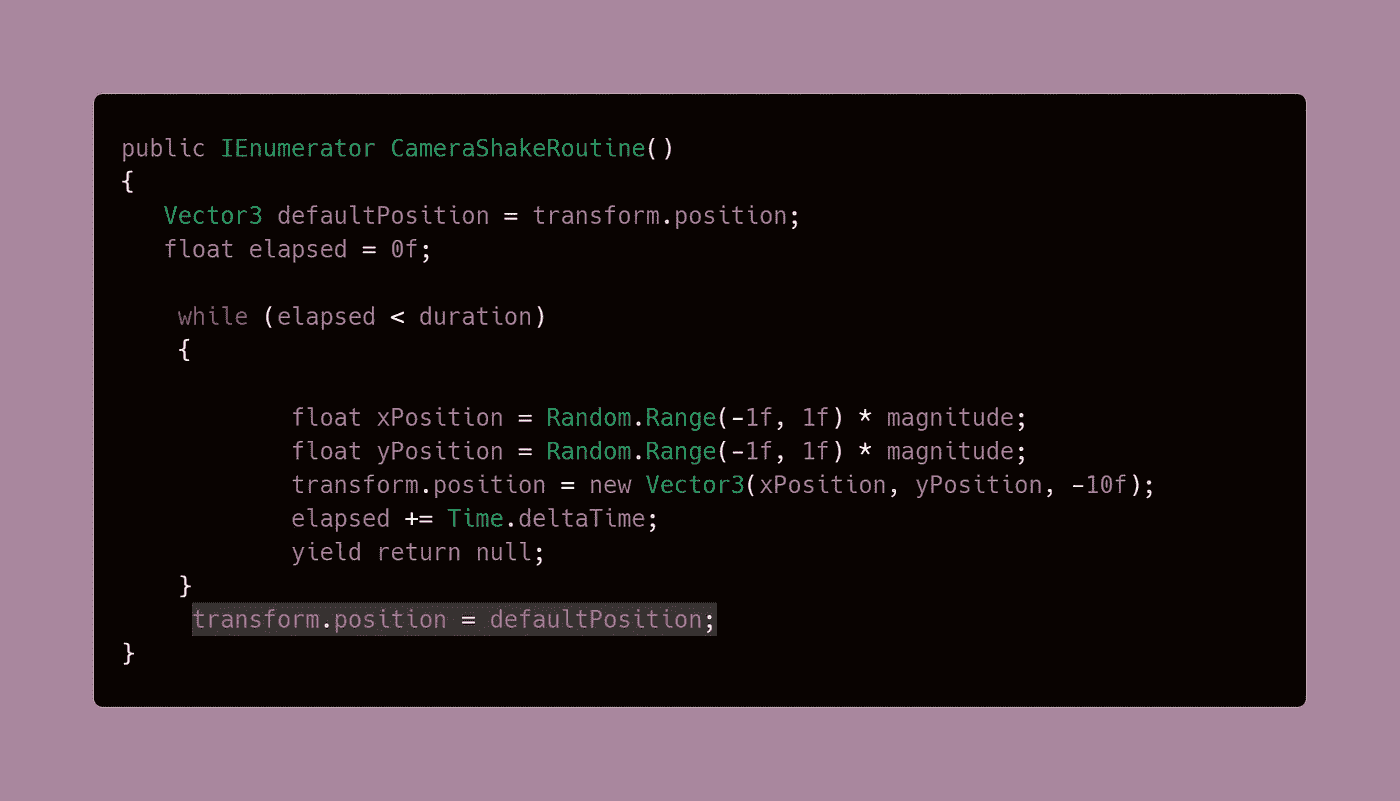 public IEnumerator CameraShakeRoutine()
{
Vector3 defaultPosition = transform.position;
float elapsed = 0f;
while (elapsed < duration)
{
float xPosition = Random.Range(-1f, 1f) * magnitude;
float yPosition = Random.Range(-1f, 1f) * magnitude;
transform.position = new Vector3(xPosition, yPosition, -10f);
elapsed += Time.deltaTime;
yield return null;
}
transform.position = defaultPosition;
}